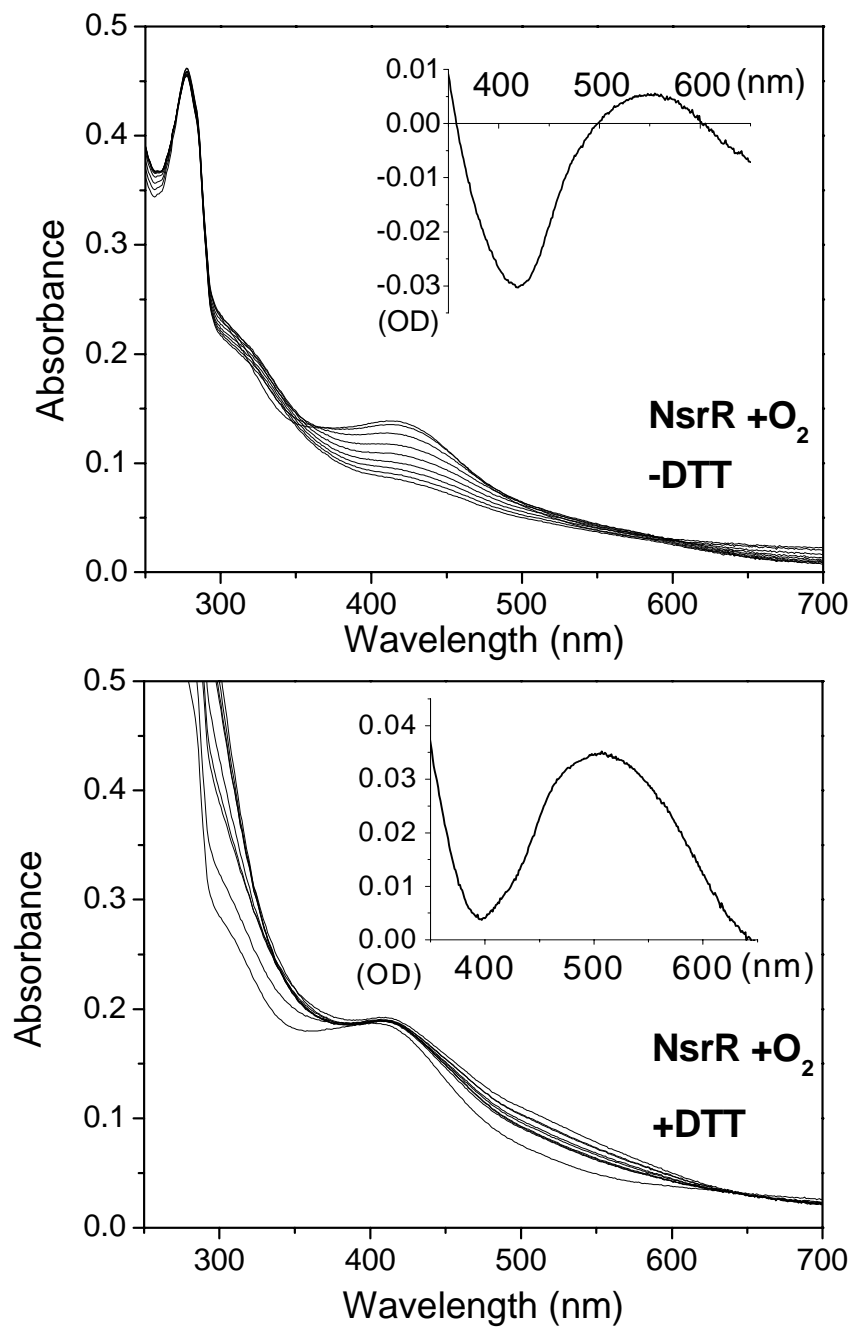 0.5
0.4
0.3
0.2
0.1
0.0
Absorbance
300 400 500 600 700
Wavelength (nm)
0.01
0.00
-0.01
-0.02
-0.03
(OD)
400 500 600 (nm)
NsrR +O₂
-DTT
0.5
0.4
0.3
0.2
0.1
0.0
Absorbance
300 400 500 600 700
Wavelength (nm)
0.04
0.03
0.02
0.01
0.00
(OD)
400 500 600 (nm)
NsrR +O₂
+DTT